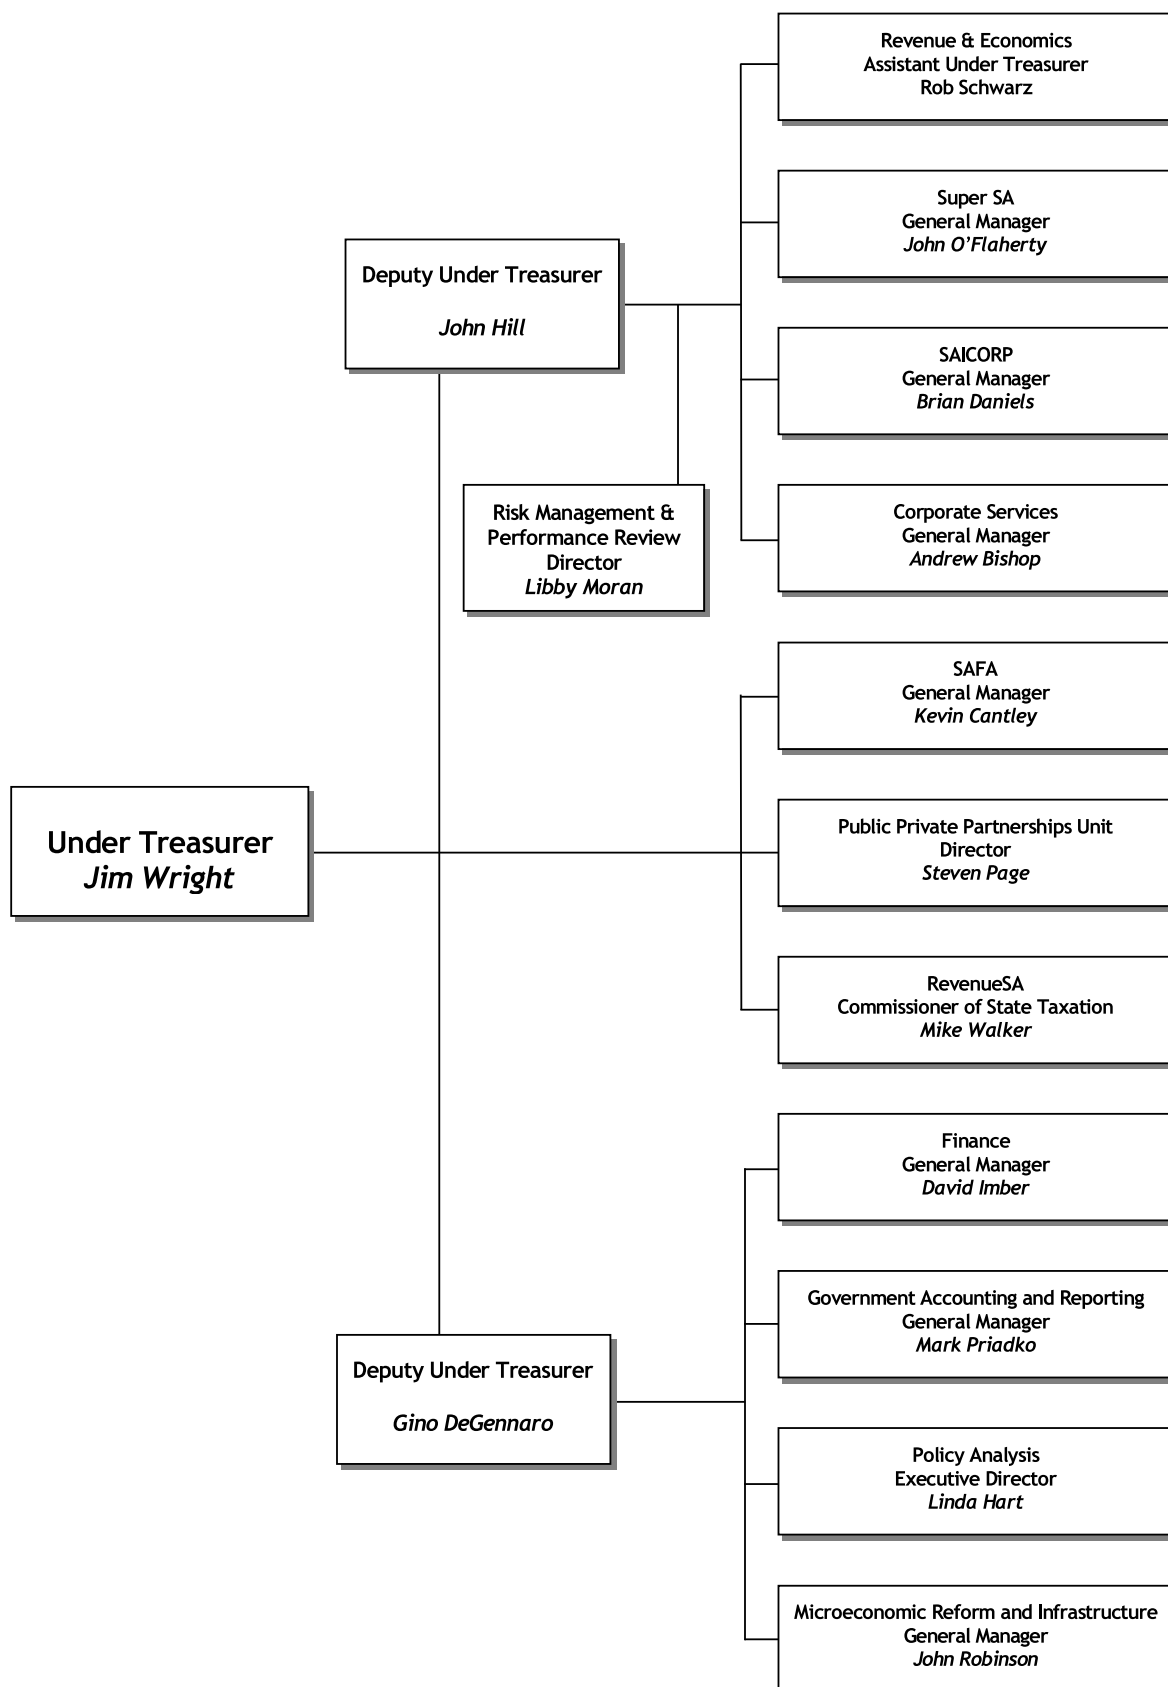 Revenue & Economics
Assistant Under Treasurer
Rob Schwarz
Super SA
General Manager
John O’Flaherty
Deputy Under Treasurer
John Hill
SAICORP
General Manager
Brian Daniels
Risk Management &
Performance Review
Director
Libby Moran
Corporate Services
General Manager
Andrew Bishop
SAFA
General Manager
Kevin Cantley
Under Treasurer
Jim Wright
Public Private Partnerships Unit
Director
Steven Page
RevenueSA
Commissioner of State Taxation
Mike Walker
Finance
General Manager
David Imber
Government Accounting and Reporting
General Manager
Mark Priadko
Deputy Under Treasurer
Gino DeGennaro
Policy Analysis
Executive Director
Linda Hart
Microeconomic Reform and Infrastructure
General Manager
John Robinson